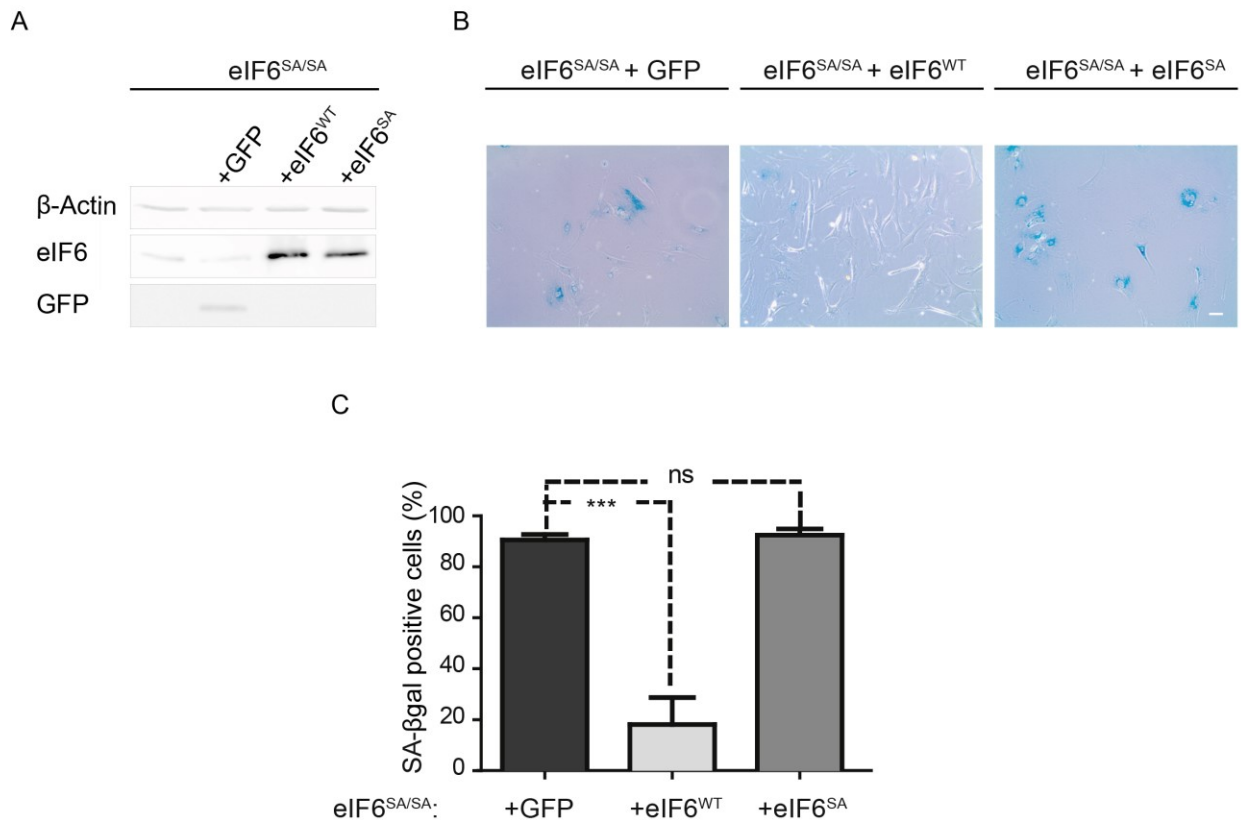 A
eIF6SA/SA
+GFP
+eIF6WT
+eIF6SA
β-Actin
eIF6
GFP
B
eIF6SA/SA + GFP
eIF6SA/SA + eIF6WT
eIF6SA/SA + eIF6SA
C
ns
***
SA-βgal positive cells (%)
100
80
60
40
20
0
eIF6SA/SA: +GFP +eIF6WT +eIF6SA